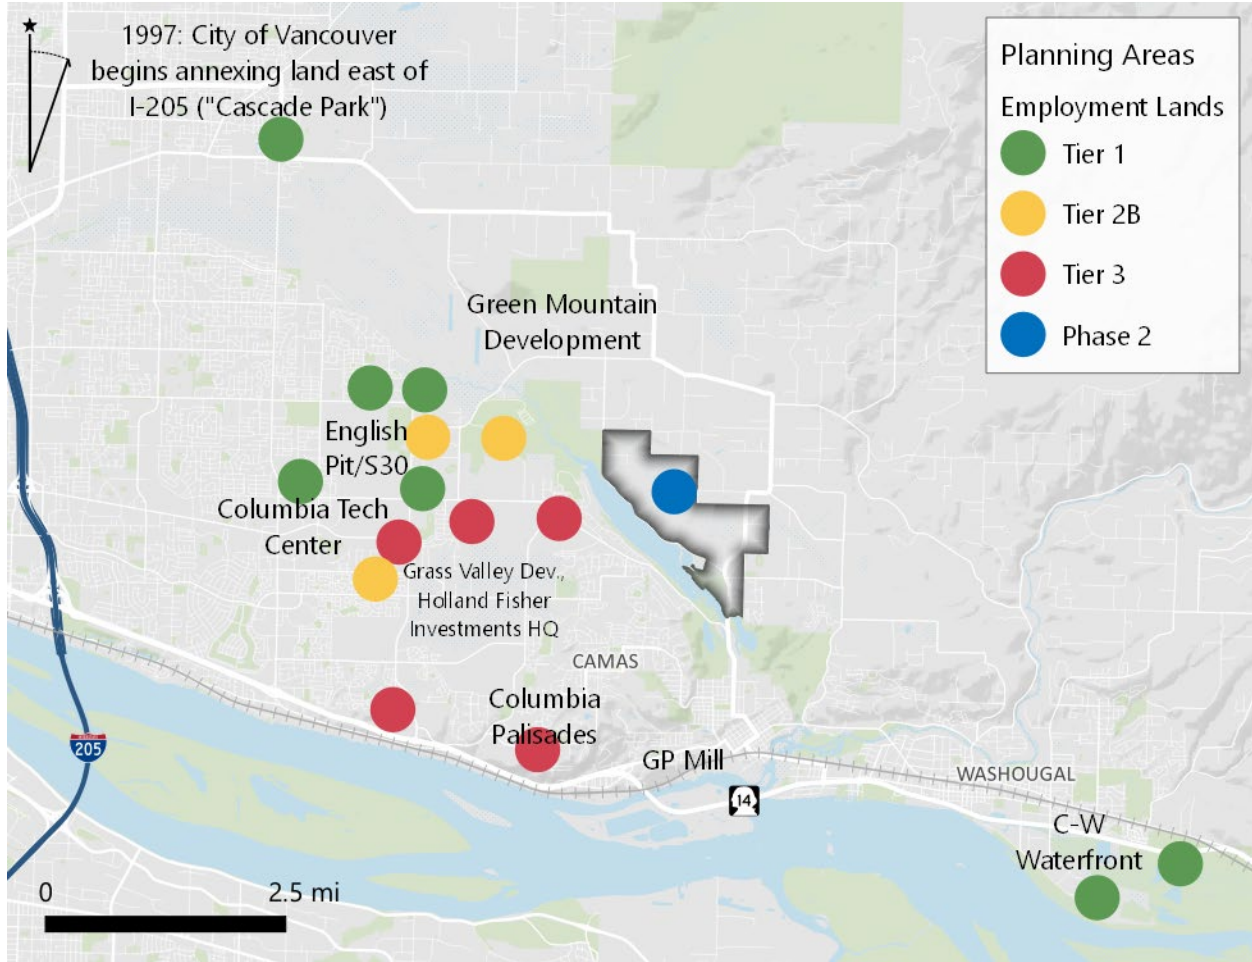 1997: City of Vancouver
begins annexing land east of
I-205 ("Cascade Park")
Planning Areas
Employment Lands
Tier 1
Tier 2B
Tier 3
Phase 2
Green Mountain
Development
English
Pit/S30
Columbia Tech
Center
Grass Valley Dev.,
Holland Fisher
Investments HQ
CAMAS
Columbia
Palisades
205
GP Mill
14
WASHOUGAL
C-W
Waterfront
0 2.5 mi